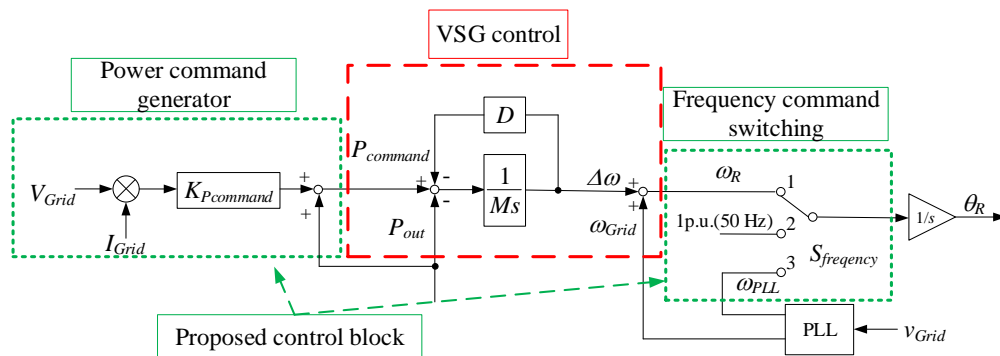 VSG control
Power command
generator
Frequency command
switching
D
P_command
- 
+
K_Pcommand
+
+
-
1
Ms
Δω
+
+
ω_R
1
V_Grid
I_Grid
P_out
ω_Grid
1p.u.(50 Hz)
2
S_freqency
1/s
θ_R
3
ω_PLL
Proposed control block
PLL
v_Grid